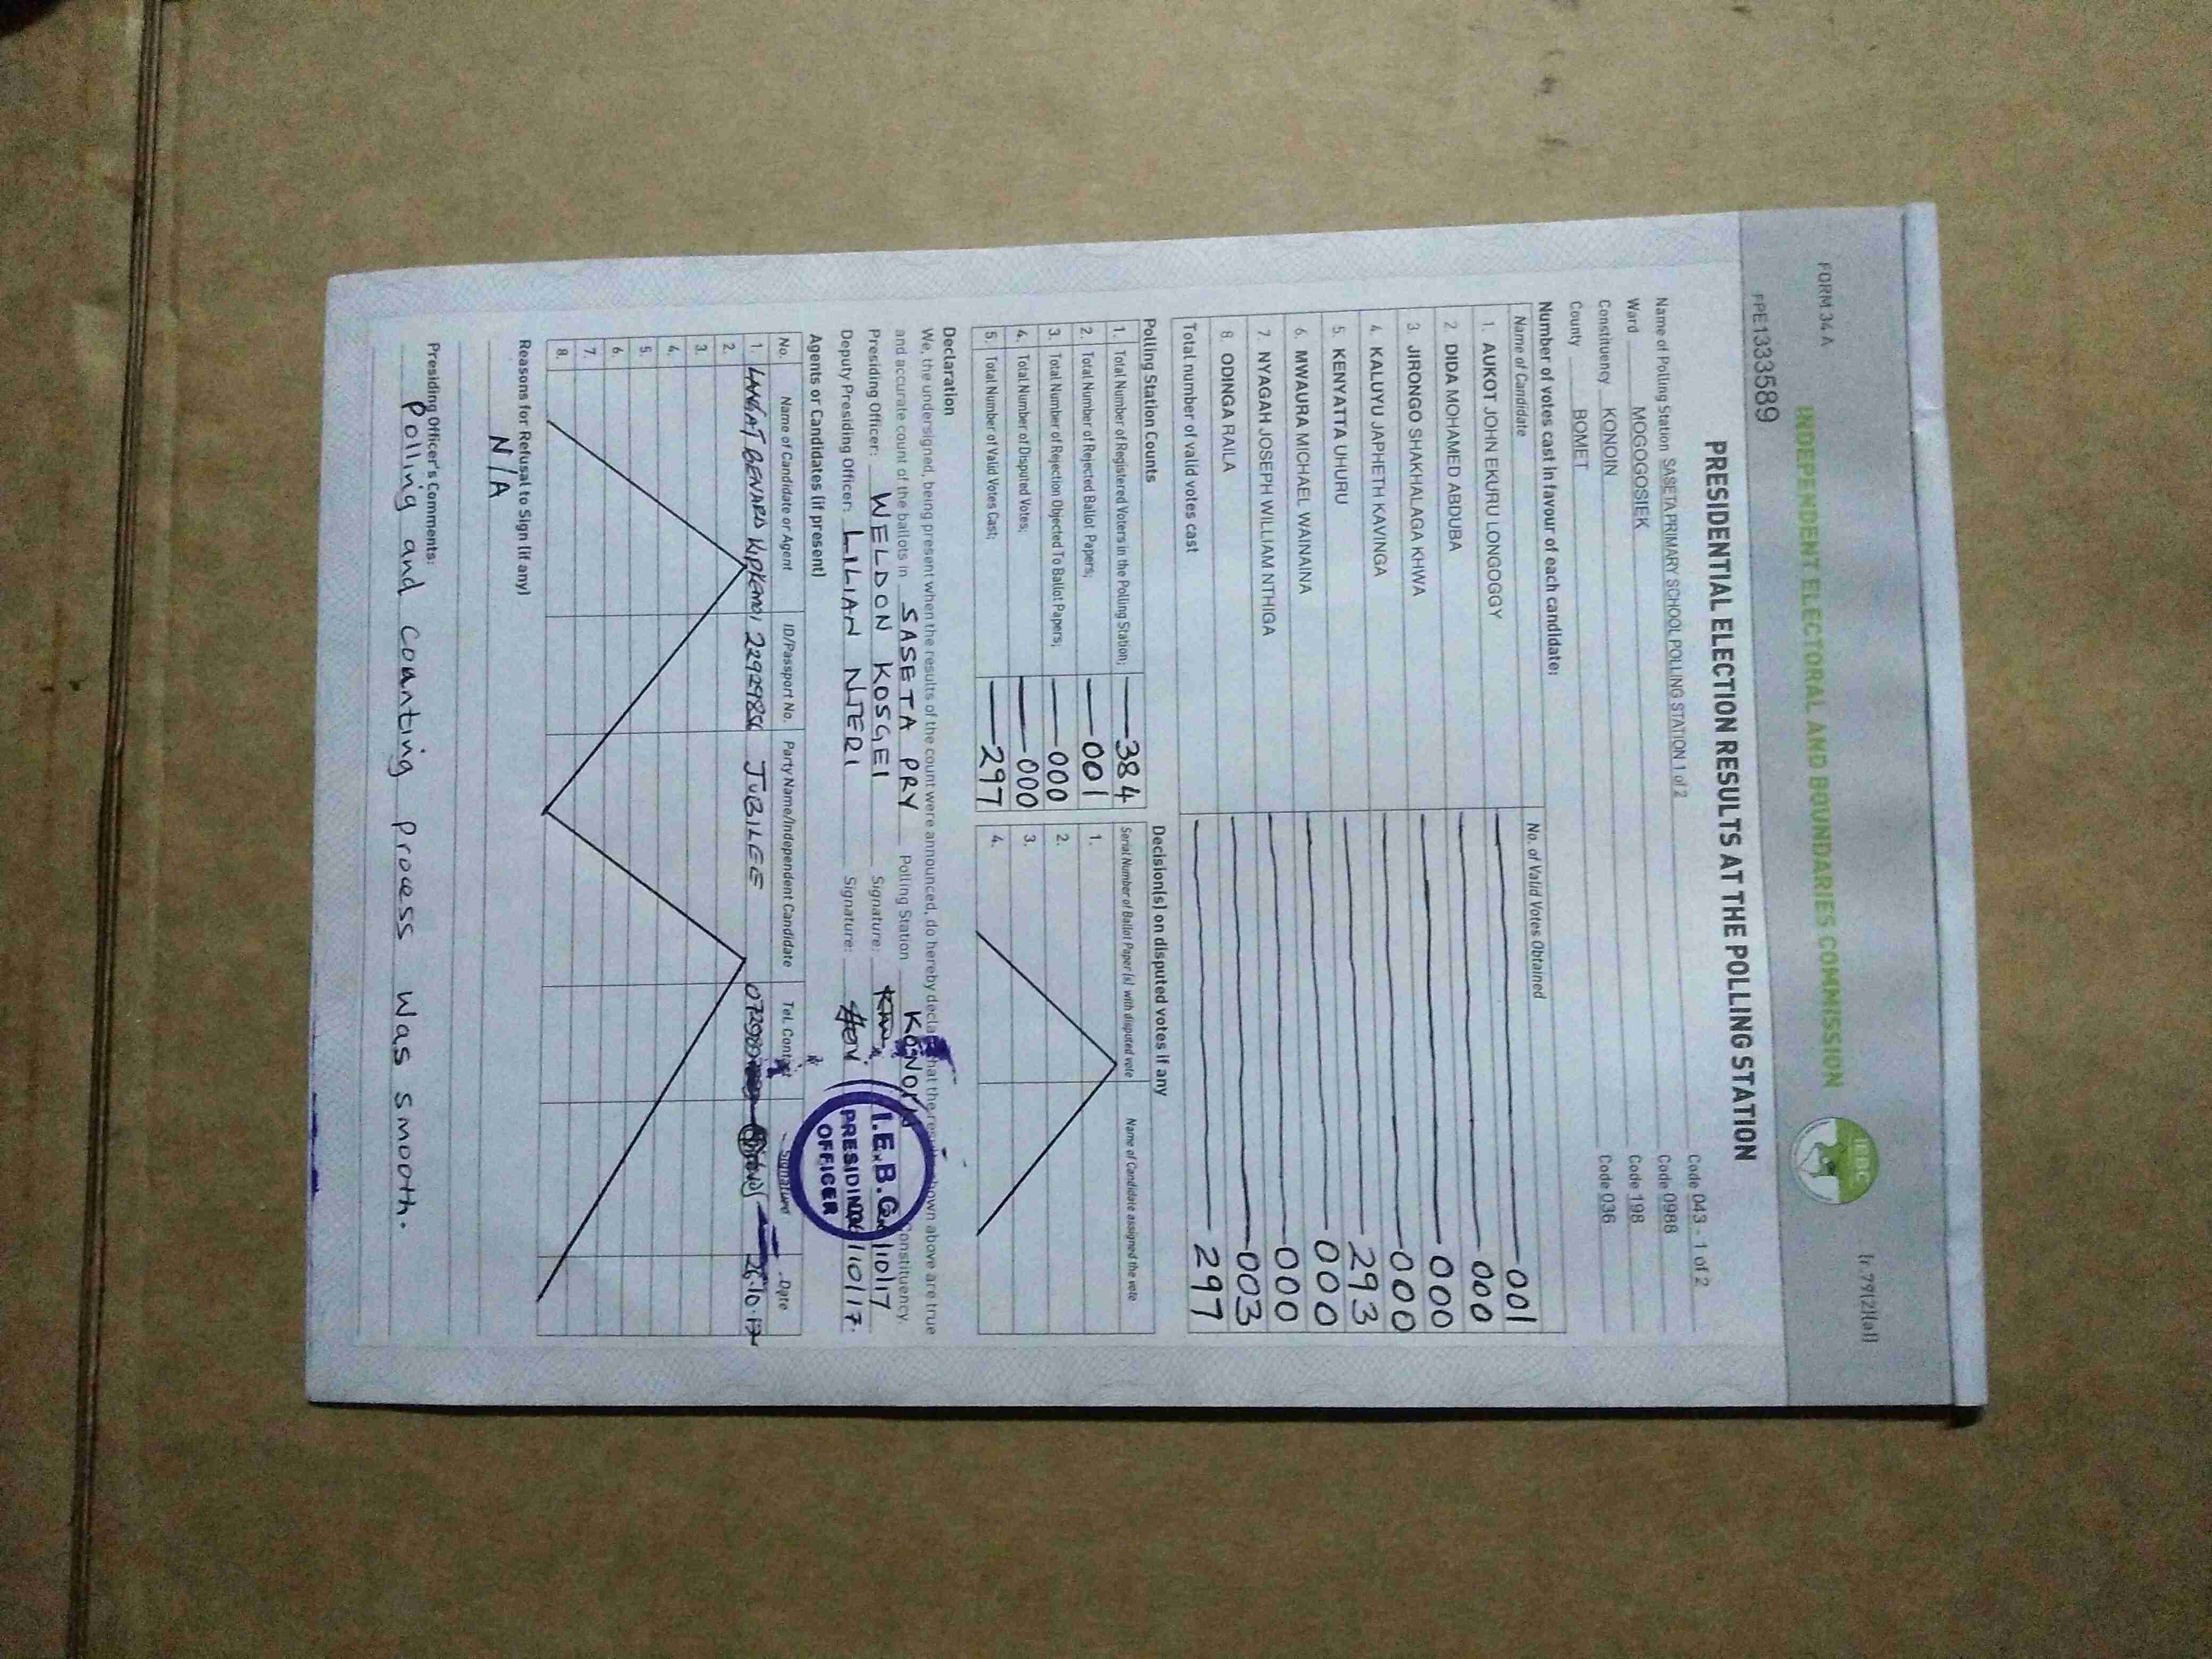 FORM 34 A
[r.79(2)(a)]
INDEPENDENT ELECTORAL AND BOUNDARIES COMMISSION
IEBC
PRE1333589
PRESIDENTIAL ELECTION RESULTS AT THE POLLING STATION
Name of Polling Station SASETA PRIMARY SCHOOL POLLING STATION 1 of 2 Code 043 - 1 of 2
Ward MOGOGOSIEK Code 0988
Constituency KONOIN Code 198
County BOMET Code 036
Number of votes cast in favour of each candidate:
Name of Candidate No. of Valid Votes Obtained
1. AUKOT JOHN EKURU LONGOGGY 001
2. DIDA MOHAMED ABDUBA 000
3. JIRONGO SHAKHALAGA KHWA 000
4. KALUYU JAPHETH KAVINGA 000
5. KENYATTA UHURU 293
6. MWAURA MICHAEL WAINAINA 000
7. NYAGAH JOSEPH WILLIAM NTHIGA 000
8. ODINGA RAILA 003
Total number of valid votes cast 297
Polling Station Counts
1. Total Number of Registered Voters in the Polling Station; 384
2. Total Number of Rejected Ballot Papers; 001
3. Total Number of Rejection Objected To Ballot Papers; 000
4. Total Number of Disputed Votes; 000
5. Total Number of Valid Votes Cast; 297
Decision(s) on disputed votes if any
Serial Number of Ballot Paper (s) with disputed vote Name of Candidate assigned the vote
1.
2.
3.
4.
Declaration
We, the undersigned, being present when the results of the count were announced, do hereby declare that the results shown above are true
and accurate count of the ballots in SASETA PRY Polling Station KONOIN Constituency.
Presiding Officer: WELDON KOSGEI Signature: /10/17
Deputy Presiding Officer: LILIAN NJERI Signature: /10/17.
I.E.B.C.
PRESIDING
OFFICER
Agents or Candidates (if present)
No. Name of Candidate or Agent ID/Passport No. Party Name/Independent Candidate Tel. Contact Signature Date
1. LANGAT BENARD KIPKEMOI 22929856 JUBILEE 26.10.17
2.
3.
4.
5.
6.
7.
8.
Reasons for Refusal to Sign (if any)
N/A
Presiding Officer's Comments:
Polling and Counting process was smooth.